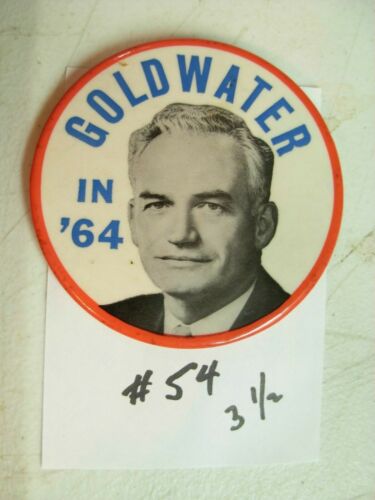 GOLDWATER
IN
'64
# 54
3 1/2